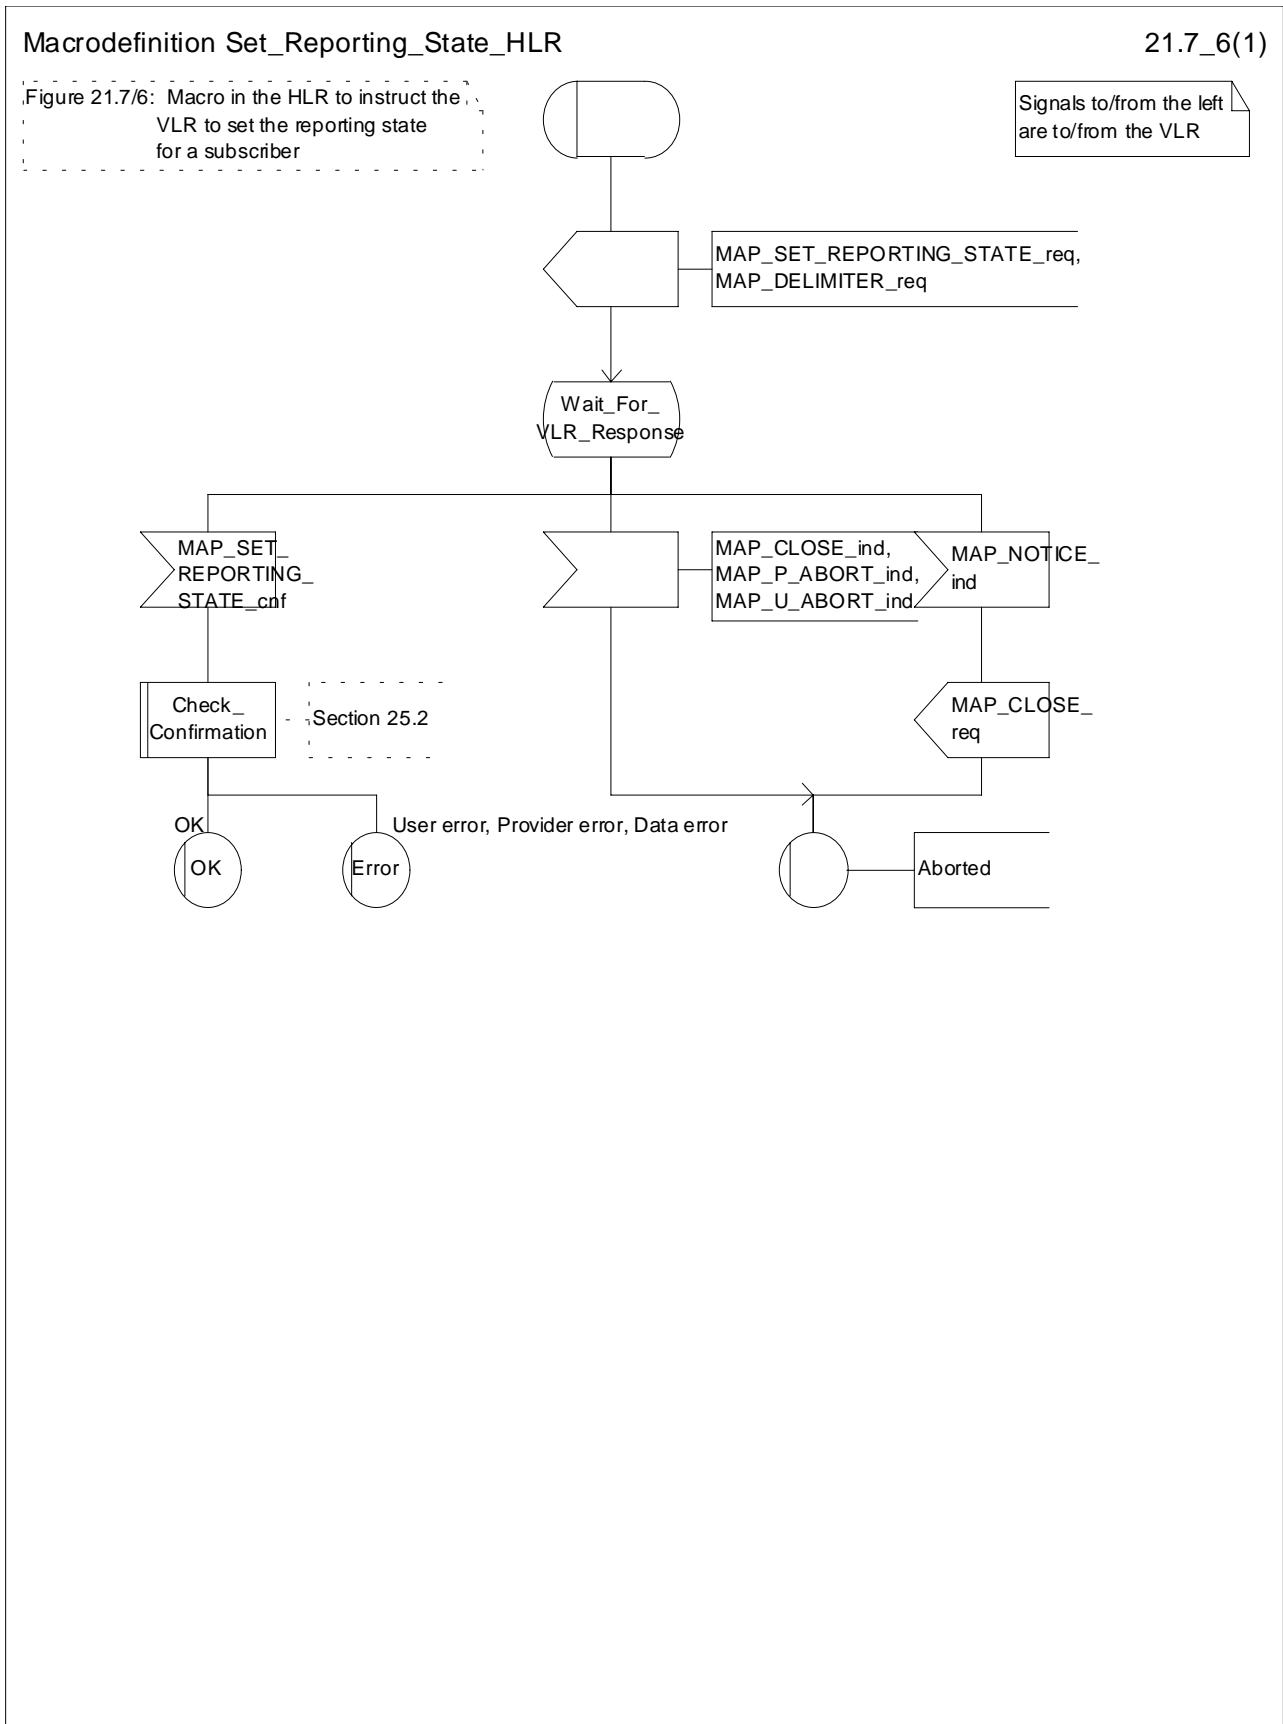 Macrodefinition Set_Reporting_State_HLR
21.7_6(1)
Figure 21.7/6: Macro in the HLR to instruct the
VLR to set the reporting state
for a subscriber
Signals to/from the left
are to/from the VLR
MAP_SET_REPORTING_STATE_req,
MAP_DELIMITER_req
Wait_For_
VLR_Response
MAP_SET_
REPORTING_
STATE_cnf
MAP_CLOSE_ind,
MAP_P_ABORT_ind,
MAP_U_ABORT_ind
MAP_NOTICE_
ind
Check_
Confirmation
Section 25.2
MAP_CLOSE_
req
OK
User error, Provider error, Data error
OK
Error
Aborted